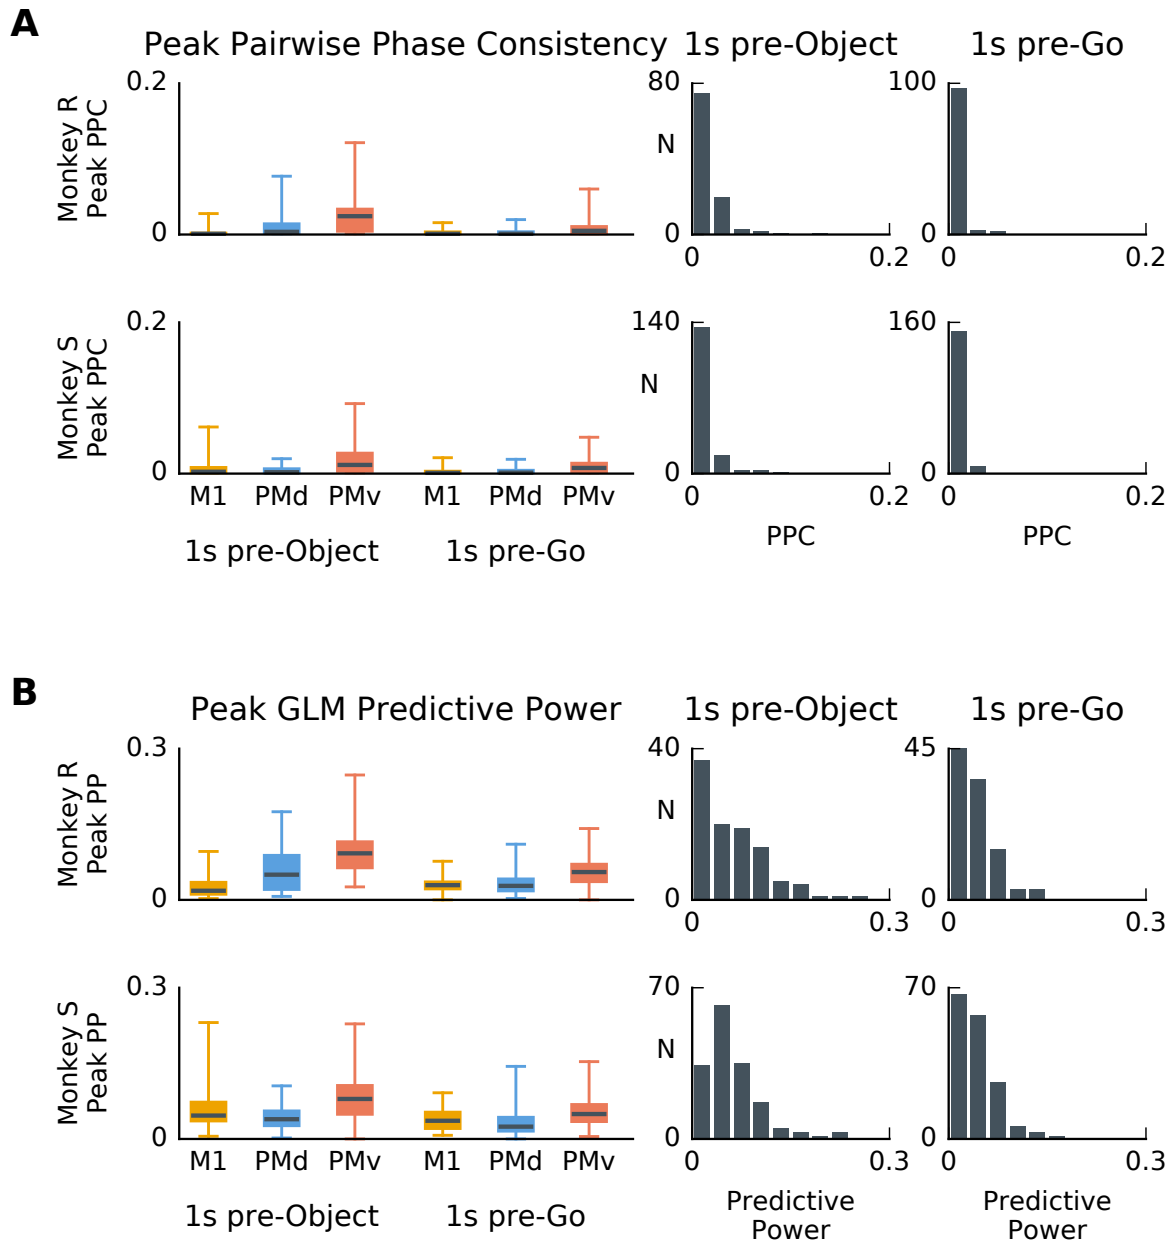 A
Peak Pairwise Phase Consistency
1s pre-Object
1s pre-Go
Monkey R
Peak PPC
0.2
0
N
80
0
0
0.2
100
0
0
0.2
Monkey S
Peak PPC
0.2
0
M1
PMd
PMv
M1
PMd
PMv
1s pre-Object
1s pre-Go
N
140
0
0
0.2
PPC
160
0
0
0.2
PPC
B
Peak GLM Predictive Power
1s pre-Object
1s pre-Go
Monkey R
Peak PP
0.3
0
N
40
0
0
0.3
45
0
0
0.3
Monkey S
Peak PP
0.3
0
M1
PMd
PMv
M1
PMd
PMv
1s pre-Object
1s pre-Go
N
70
0
0
0.3
Predictive
Power
70
0
0
0.3
Predictive
Power